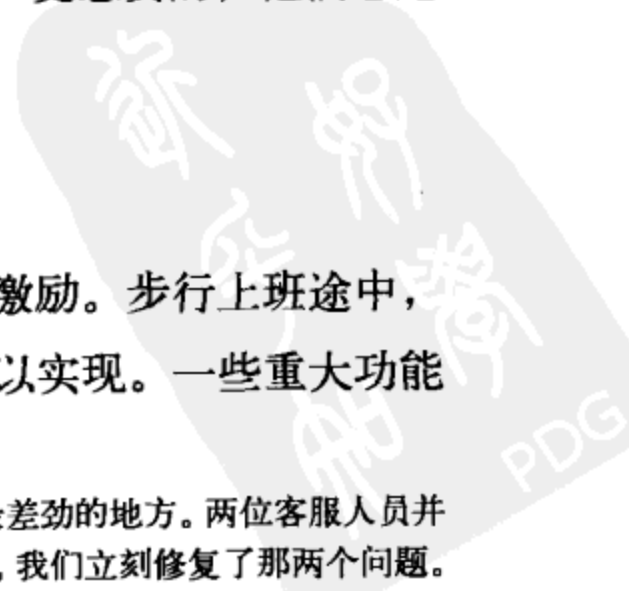 激励。步行上班途中，
以实现。一些重大功能
差劲的地方。两位客服人员并
，我们立刻修复了那两个问题。
PDG